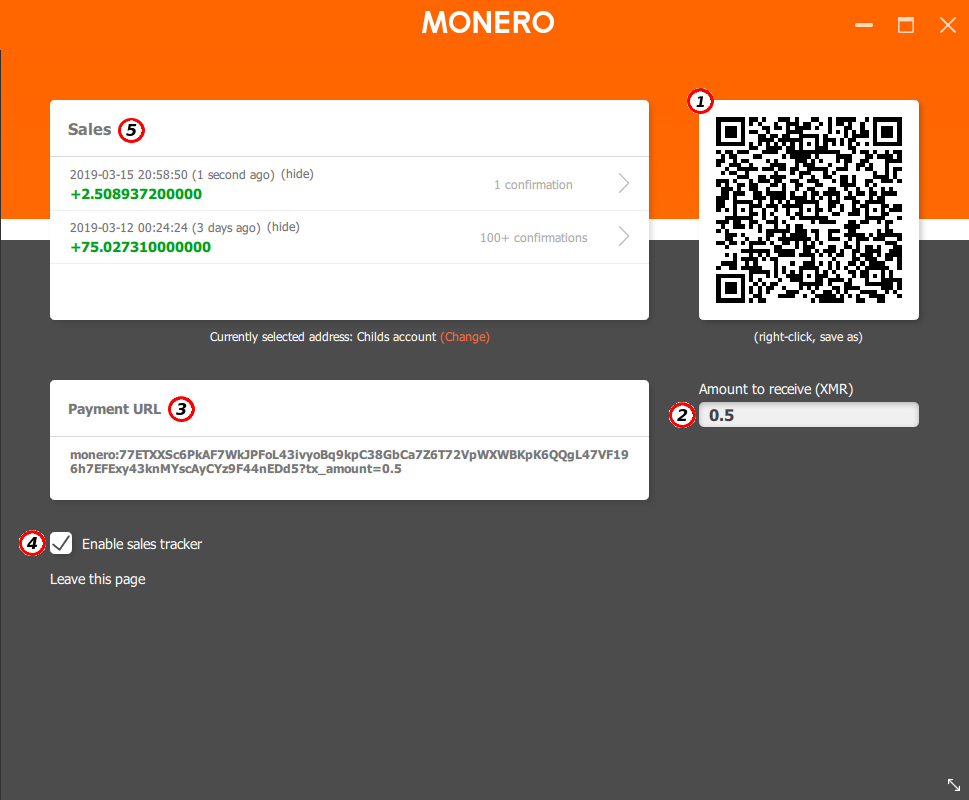 MONERO
Sales 5
1
2019-03-15 20:58:50 (1 second ago) (hide)
+2.508937200000
1 confirmation
2019-03-12 00:24:24 (3 days ago) (hide)
+75.027310000000
100+ confirmations
Currently selected address: Childs account (Change)
(right-click, save as)
Payment URL 3
Amount to receive (XMR)
2 0.5
monero:77ETXXSc6PkAF7WkJPFoL43ivyoBq9kpC38GbCa7Z6T72VpWXWBKpK6QQgL47VF19
6h7EFExy43knMYscAyCYz9F44nEDd5?tx_amount=0.5
4 Enable sales tracker
Leave this page